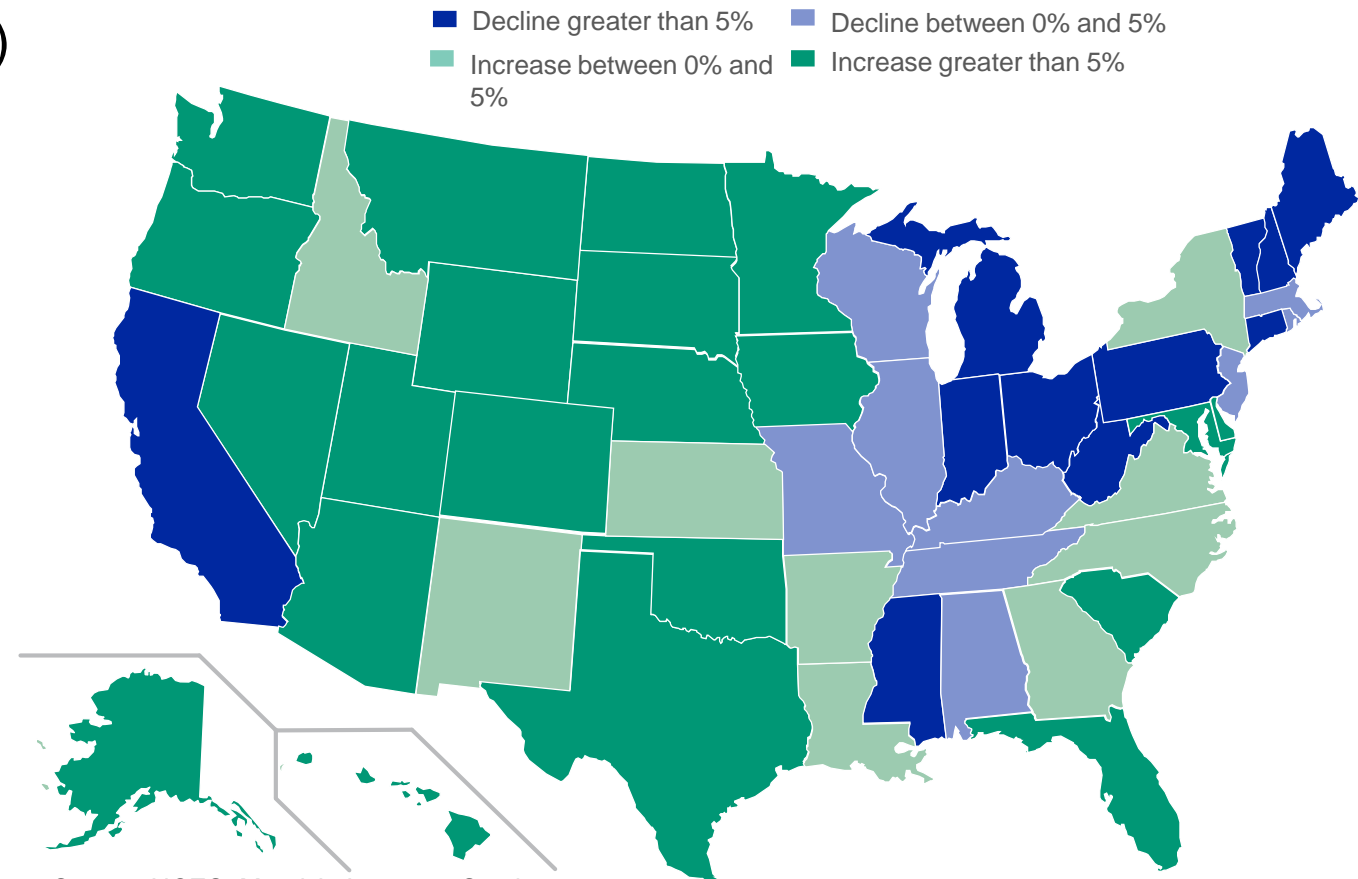 )
Decline greater than 5%
Decline between 0% and 5%
Increase between 0% and
5%
Increase greater than 5%